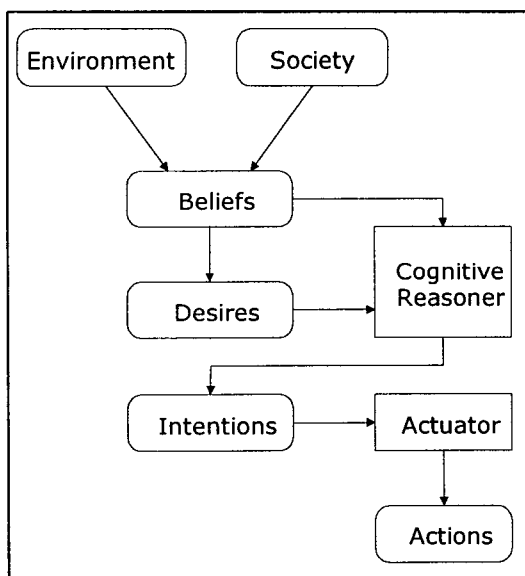 Environment
Society
Beliefs
Cognitive
Reasoner
Desires
Intentions
Actuator
Actions